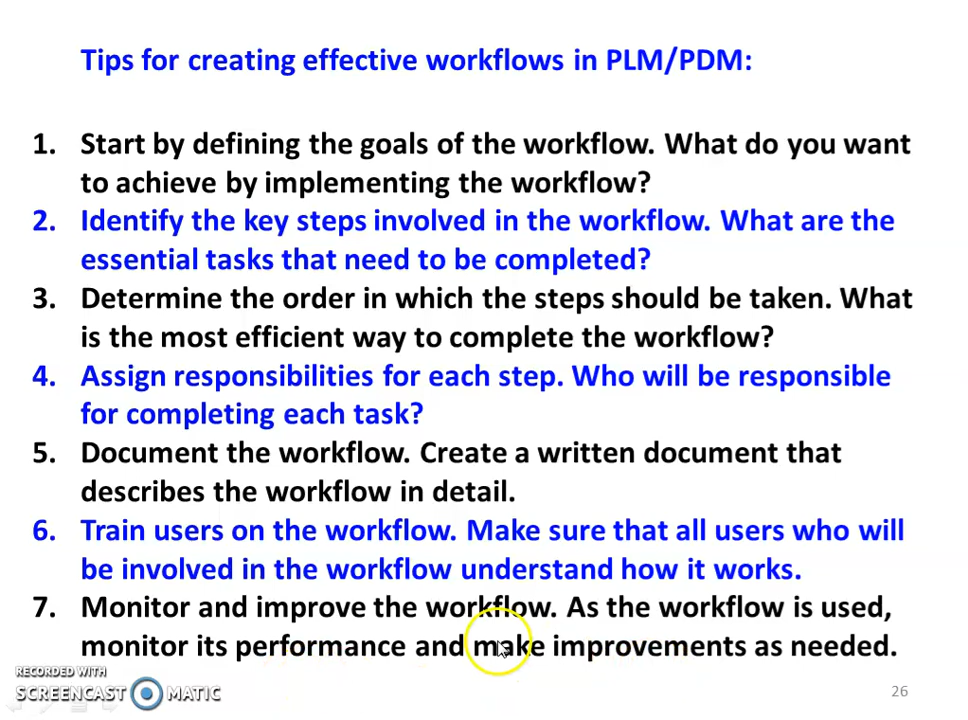 Tips for creating effective workflows in PLM/PDM:
1. Start by defining the goals of the workflow. What do you want
to achieve by implementing the workflow?
2. Identify the key steps involved in the workflow. What are the
essential tasks that need to be completed?
3. Determine the order in which the steps should be taken. What
is the most efficient way to complete the workflow?
4. Assign responsibilities for each step. Who will be responsible
for completing each task?
5. Document the workflow. Create a written document that
describes the workflow in detail.
6. Train users on the workflow. Make sure that all users who will
be involved in the workflow understand how it works.
7. Monitor and improve the workflow. As the workflow is used,
monitor its performance and make improvements as needed.
RECORDED WITH
SCREENCAST MATIC
26